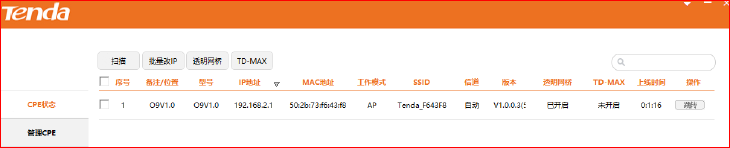 Tenda
扫描 批量改IP 透明网桥 TD-MAX
序号 备注/位置 型号 IP地址 MAC地址 工作模式 SSID 信道 版本 透明网桥 TD-MAX 上线时间 操作
CPE状态
1 O9V1.0 O9V1.0 192.168.2.1 50:2b:73:f6:43:f8 AP Tenda_F643F8 自动 V1.0.0.3(5 已开启 未开启 0:1:16 跳转
管理CPE